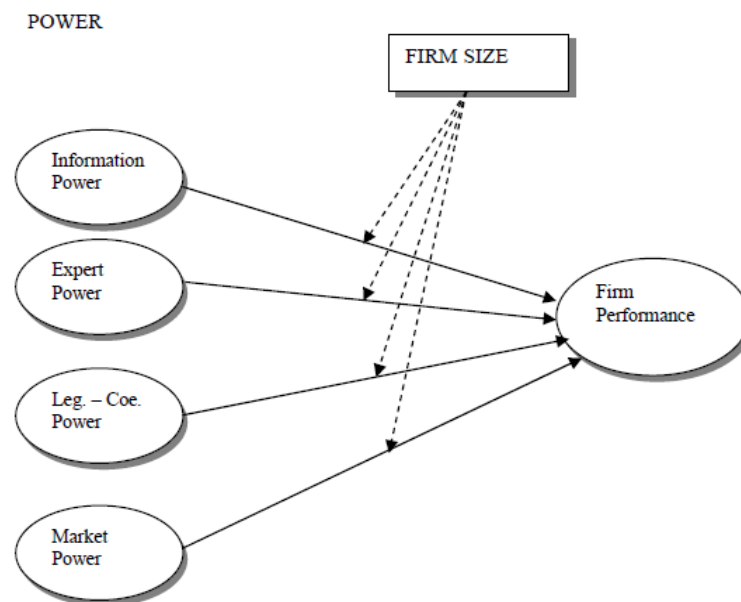 POWER
FIRM SIZE
Information
Power
Expert
Power
Firm
Performance
Leg. – Coe.
Power
Market
Power